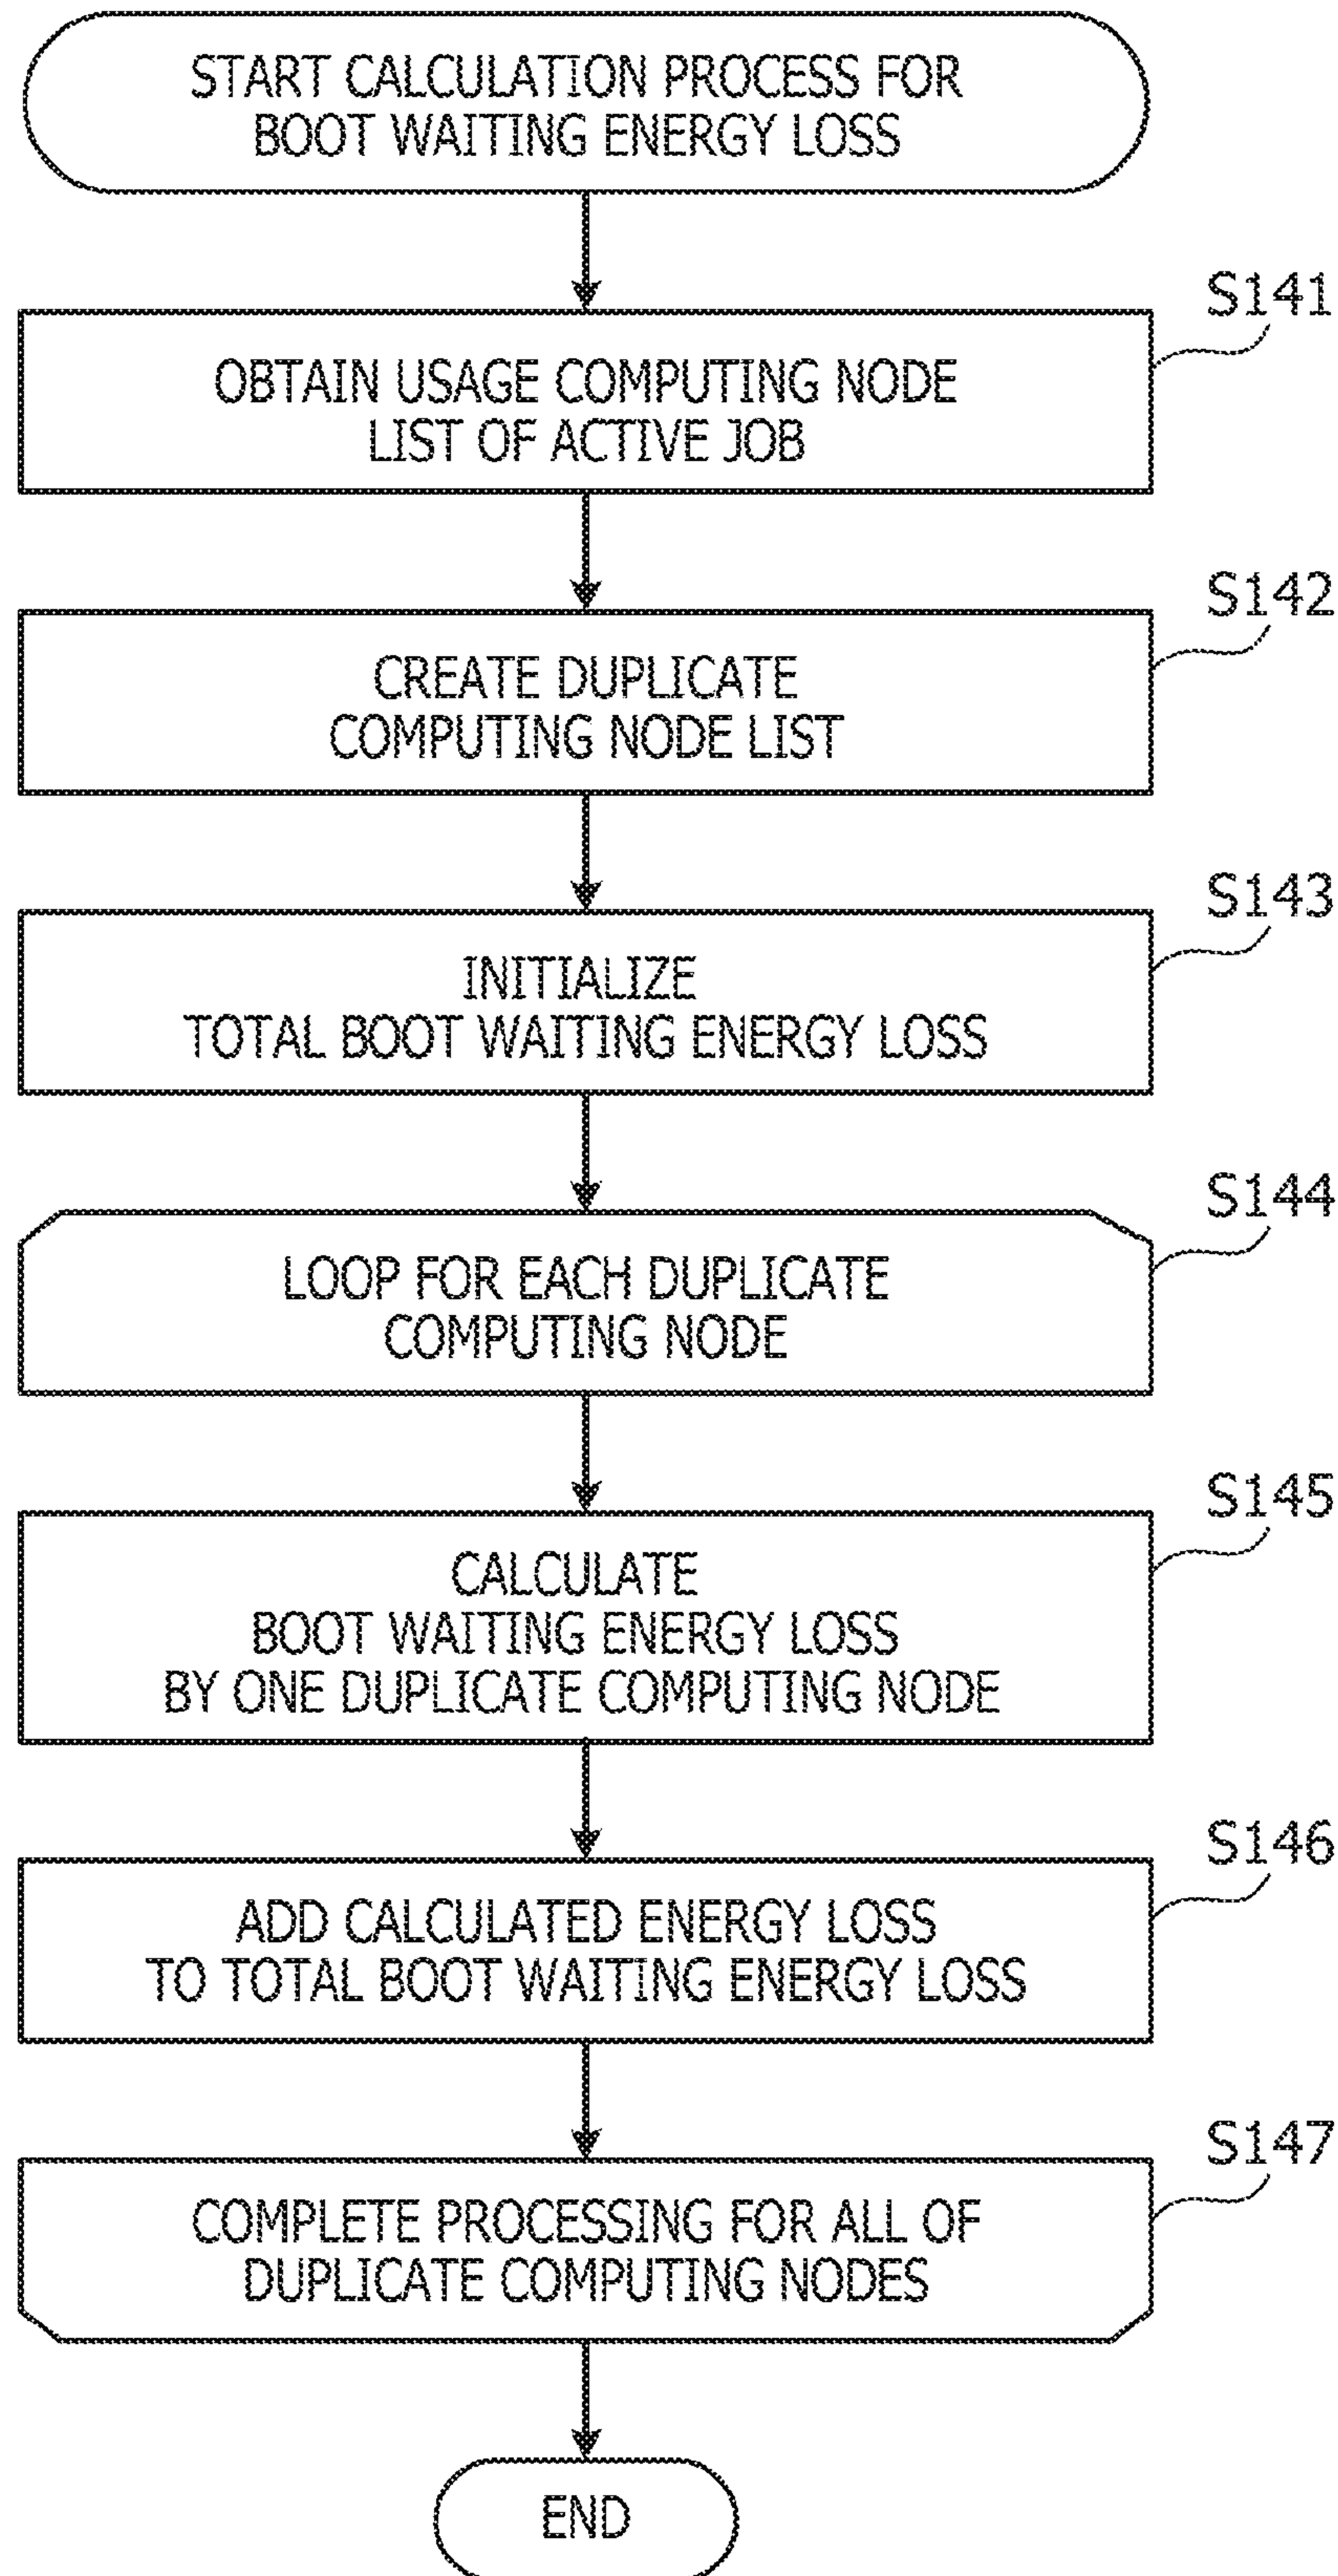 START CALCULATION PROCESS FOR
BOOT WAITING ENERGY LOSS
S141
OBTAIN USAGE COMPUTING NODE
LIST OF ACTIVE JOB
S142
CREATE DUPLICATE
COMPUTING NODE LIST
S143
INITIALIZE
TOTAL BOOT WAITING ENERGY LOSS
S144
LOOP FOR EACH DUPLICATE
COMPUTING NODE
S145
CALCULATE
BOOT WAITING ENERGY LOSS
BY ONE DUPLICATE COMPUTING NODE
S146
ADD CALCULATED ENERGY LOSS
TO TOTAL BOOT WAITING ENERGY LOSS
S147
COMPLETE PROCESSING FOR ALL OF
DUPLICATE COMPUTING NODES
END